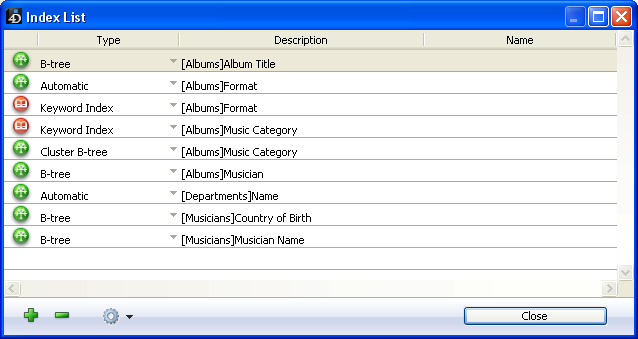 Index List
Type Description Name
B-tree [Albums]Album Title
Automatic [Albums]Format
Keyword Index [Albums]Format
Keyword Index [Albums]Music Category
Cluster B-tree [Albums]Music Category
B-tree [Albums]Musician
Automatic [Departments]Name
B-tree [Musicians]Country of Birth
B-tree [Musicians]Musician Name
Close